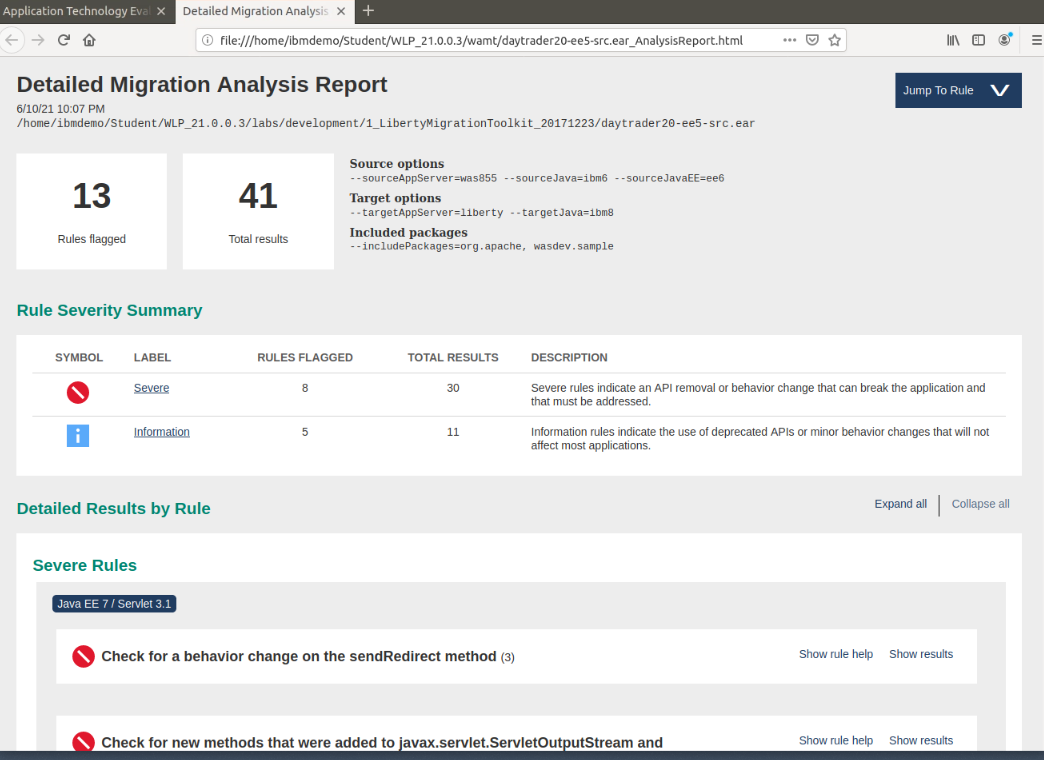 Application Technology Eval
Detailed Migration Analysis
file:///home/ibmdemo/Student/WLP_21.0.0.3/wamt/daytrader20-ee5-src.ear_AnalysisReport.html
Detailed Migration Analysis Report
Jump To Rule
6/10/21 10:07 PM
/home/ibmdemo/Student/WLP_21.0.0.3/labs/development/1_LibertyMigrationToolkit_20171223/daytrader20-ee5-src.ear
13
Rules flagged
41
Total results
Source options
--sourceAppServer=was855 --sourceJava=ibm6 --sourceJavaEE=ee6
Target options
--targetAppServer=liberty --targetJava=ibm8
Included packages
--includePackages=org.apache, wasdev.sample
Rule Severity Summary
SYMBOL LABEL RULES FLAGGED TOTAL RESULTS DESCRIPTION
Severe 8 30 Severe rules indicate an API removal or behavior change that can break the application and
that must be addressed.
Information 5 11 Information rules indicate the use of deprecated APIs or minor behavior changes that will not
affect most applications.
Detailed Results by Rule
Expand all Collapse all
Severe Rules
Java EE 7 / Servlet 3.1
Check for a behavior change on the sendRedirect method (3) Show rule help Show results
Check for new methods that were added to javax.servlet.ServletOutputStream and Show rule help Show results